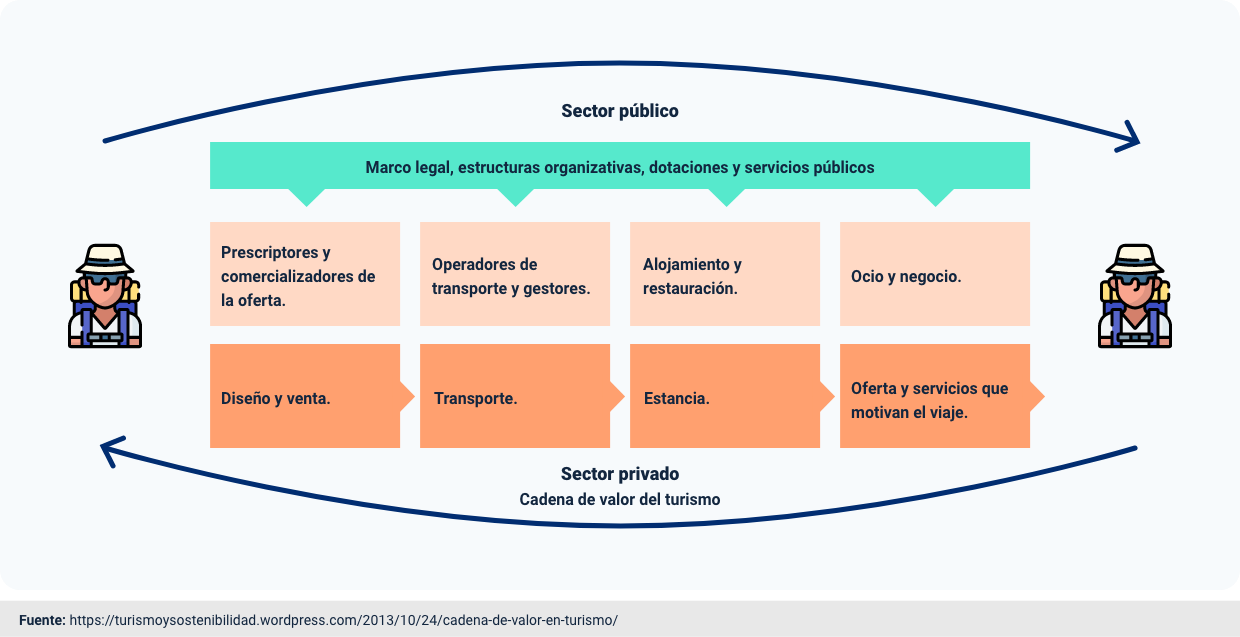 Sector público
Marco legal, estructuras organizativas, dotaciones y servicios públicos
Prescriptores y
comercializadores de
la oferta.
Operadores de
transporte y gestores.
Alojamiento y
restauración.
Ocio y negocio.
Diseño y venta.
Transporte.
Estancia.
Oferta y servicios que
motivan el viaje.
Sector privado
Cadena de valor del turismo
Fuente: https://turismoysostenibilidad.wordpress.com/2013/10/24/cadena-de-valor-en-turismo/